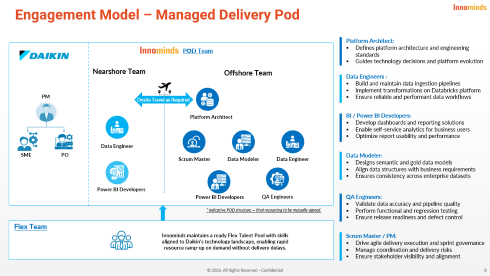 Engagement Model – Managed Delivery Pod
Innominds
DAIKIN
Innominds POD Team
Nearshore Team
Offshore Team
Onsite Travel as Required
PM
SME
PO
Data Engineer
Power BI Developers
Platform Architect
Scrum Master
Data Modeler
Data Engineer
Power BI Developers
QA Engineers
* Indicative POD structure – final resourcing to be mutually agreed.
Flex Team
Innominds maintains a ready Flex Talent Pool with skills
aligned to Daikin's technology landscape, enabling rapid
resource ramp-up on demand without delivery delays.
Platform Architect:
• Defines platform architecture and engineering
standards
• Guides technology decisions and platform evolution
Data Engineers :
• Build and maintain data ingestion pipelines
• Implement transformations on Databricks platform
• Ensure reliable and performant data workflows
BI / Power BI Developers:
• Develop dashboards and reporting solutions
• Enable self-service analytics for business users
• Optimize report usability and performance
Data Modeler:
• Designs semantic and gold data models
• Align data structures with business requirements
• Ensures consistency across enterprise datasets
QA Engineers:
• Validate data accuracy and pipeline quality
• Perform functional and regression testing
• Ensure release readiness and defect control
Scrum Master / PM:
• Drive agile delivery execution and sprint governance
• Manage coordination and delivery risks
• Ensure stakeholder visibility and alignment
© 2026. All Rights Reserved - Confidential